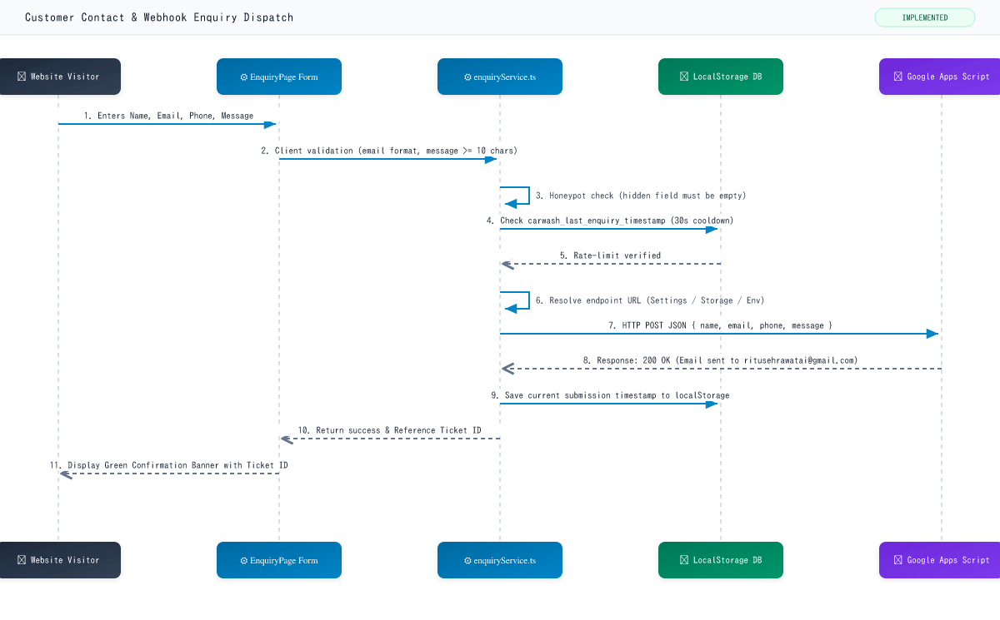 Customer Contact & Webhook Enquiry Dispatch
IMPLEMENTED
Website Visitor
⚙ EnquiryPage Form
⚙ enquiryService.ts
LocalStorage DB
Google Apps Script
1. Enters Name, Email, Phone, Message
2. Client validation (email format, message >= 10 chars)
3. Honeypot check (hidden field must be empty)
4. Check carwash_last_enquiry_timestamp (30s cooldown)
5. Rate-limit verified
6. Resolve endpoint URL (Settings / Storage / Env)
7. HTTP POST JSON { name, email, phone, message }
8. Response: 200 OK (Email sent to ritusehrawatai@gmail.com)
9. Save current submission timestamp to localStorage
10. Return success & Reference Ticket ID
11. Display Green Confirmation Banner with Ticket ID
Website Visitor
⚙ EnquiryPage Form
⚙ enquiryService.ts
LocalStorage DB
Google Apps Script